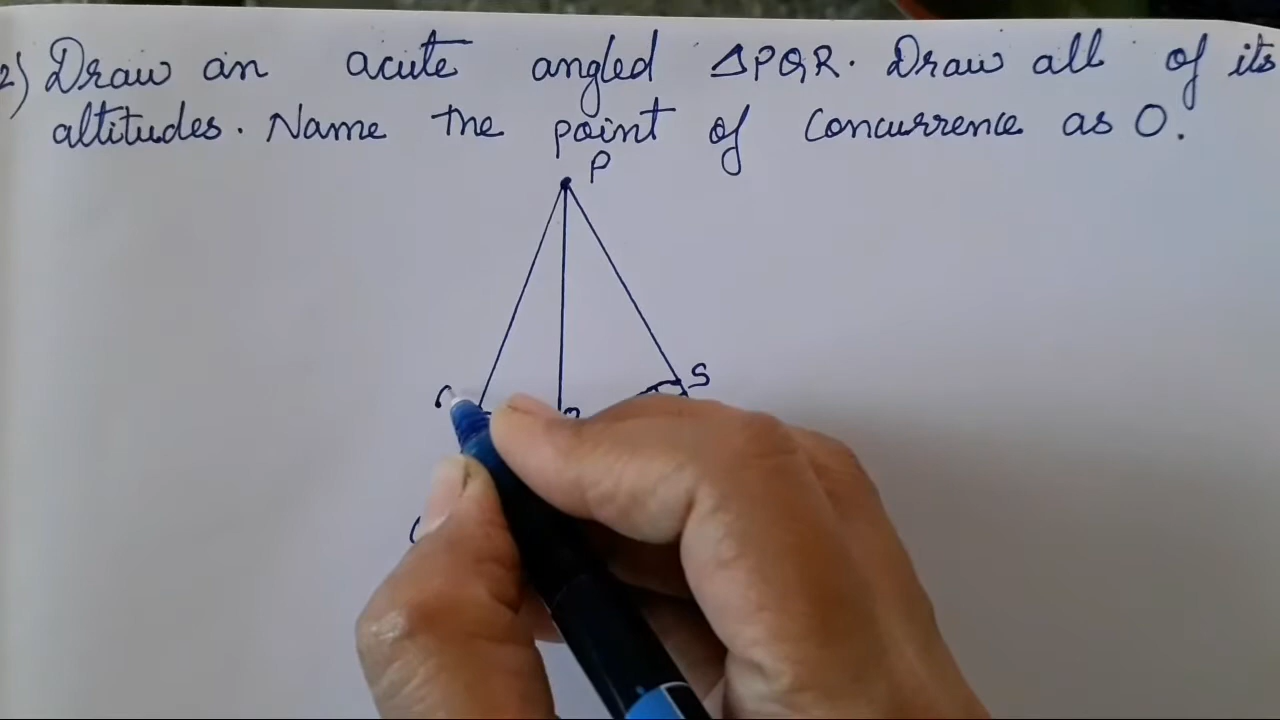 2) Draw an acute angled ΔPQR. Draw all of its
altitudes. Name the point of concurrence as O.
P
S